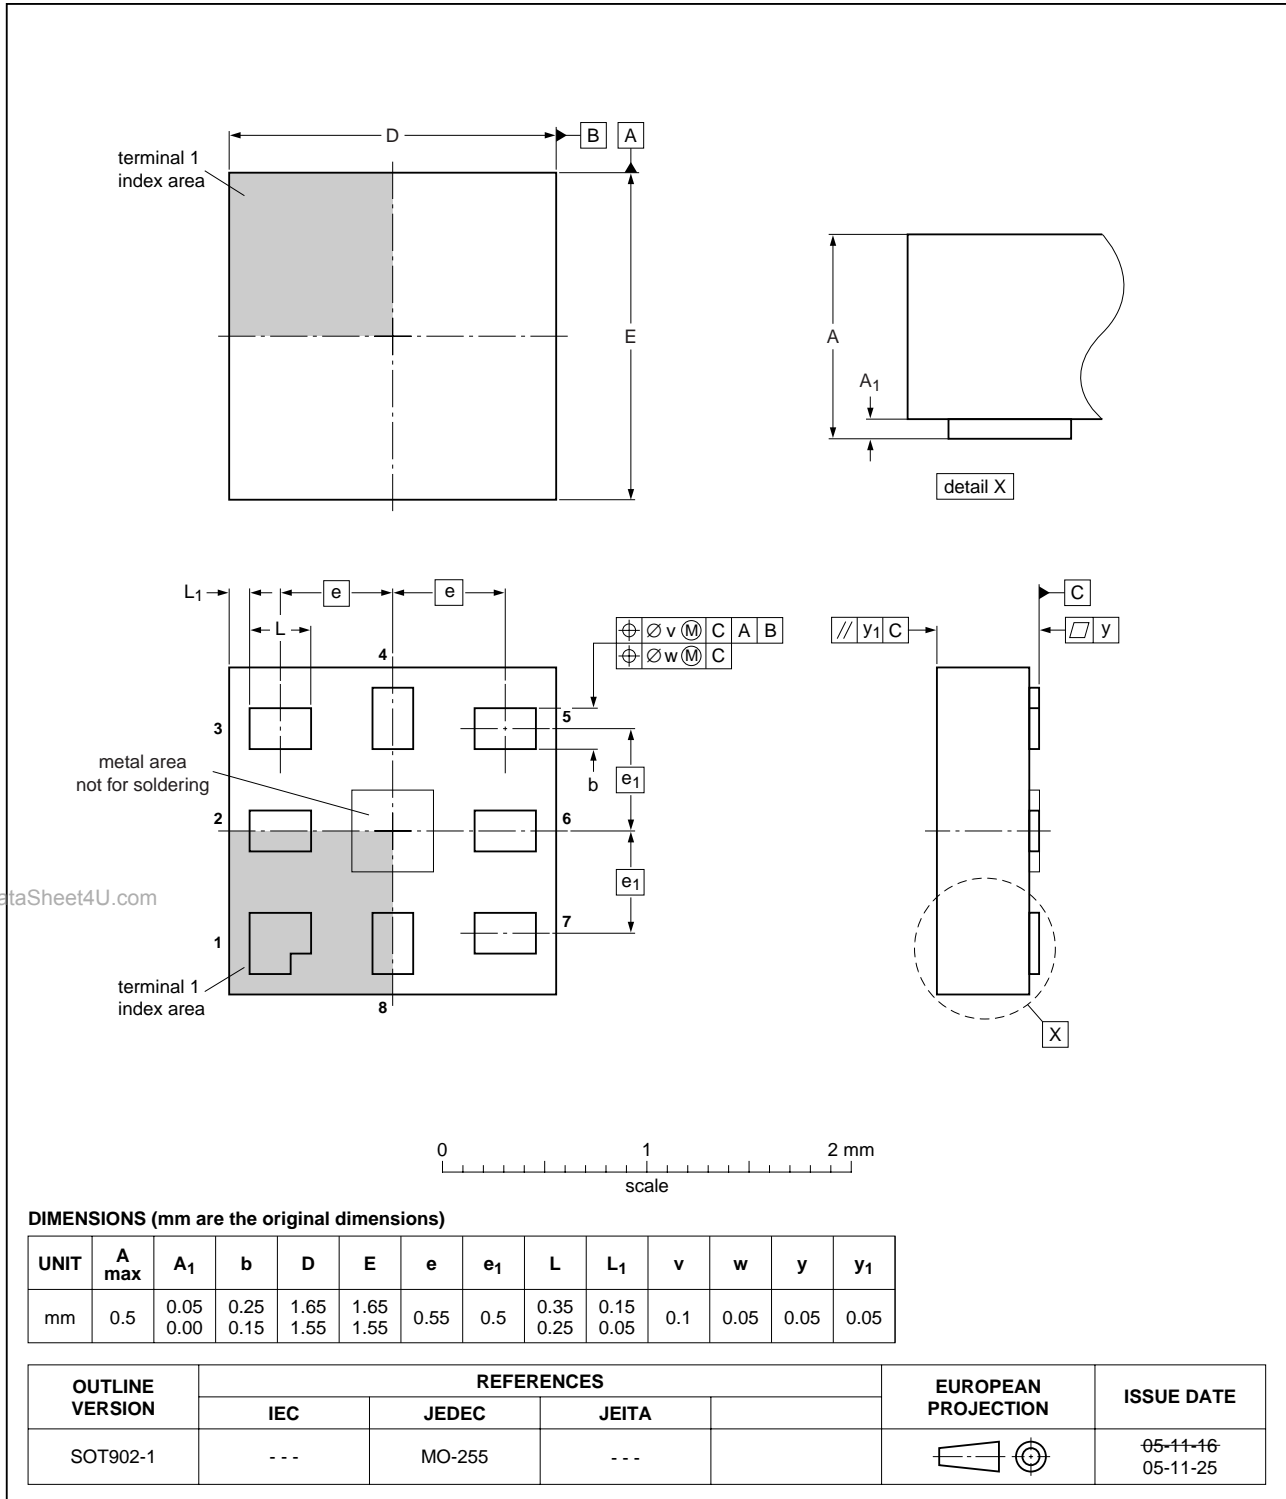 D
B
A
terminal 1
index area
E
A
A1
detail X
L1
e
e
L
4
⌖ ⌀ v Ⓜ C A B
⌖ ⌀ w Ⓜ C
// y1 C
C
▱ y
3
5
metal area
not for soldering
b
e1
2
6
e1
ataSheet4U.com
1
7
terminal 1
index area
8
X
0 1 2 mm
scale
DIMENSIONS (mm are the original dimensions)
UNIT A max A1 b D E e e1 L L1 v w y y1
mm 0.5 0.05 0.00 0.25 0.15 1.65 1.55 1.65 1.55 0.55 0.5 0.35 0.25 0.15 0.05 0.1 0.05 0.05 0.05
OUTLINE VERSION REFERENCES EUROPEAN PROJECTION ISSUE DATE
IEC JEDEC JEITA
SOT902-1 - - - MO-255 - - - 05-11-16
05-11-25